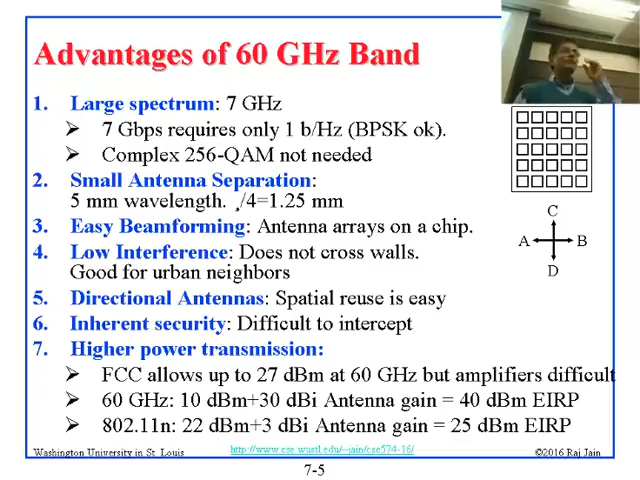 Advantages of 60 GHz Band
1. Large spectrum: 7 GHz
➢ 7 Gbps requires only 1 b/Hz (BPSK ok).
➢ Complex 256-QAM not needed
2. Small Antenna Separation:
5 mm wavelength. ¸/4=1.25 mm
3. Easy Beamforming: Antenna arrays on a chip.
4. Low Interference: Does not cross walls.
Good for urban neighbors
5. Directional Antennas: Spatial reuse is easy
6. Inherent security: Difficult to intercept
7. Higher power transmission:
➢ FCC allows up to 27 dBm at 60 GHz but amplifiers difficult
➢ 60 GHz: 10 dBm+30 dBi Antenna gain = 40 dBm EIRP
➢ 802.11n: 22 dBm+3 dBi Antenna gain = 25 dBm EIRP
C
A B
D
Washington University in St. Louis
http://www.cse.wustl.edu/~jain/cse574-16/
©2016 Raj Jain
7-5